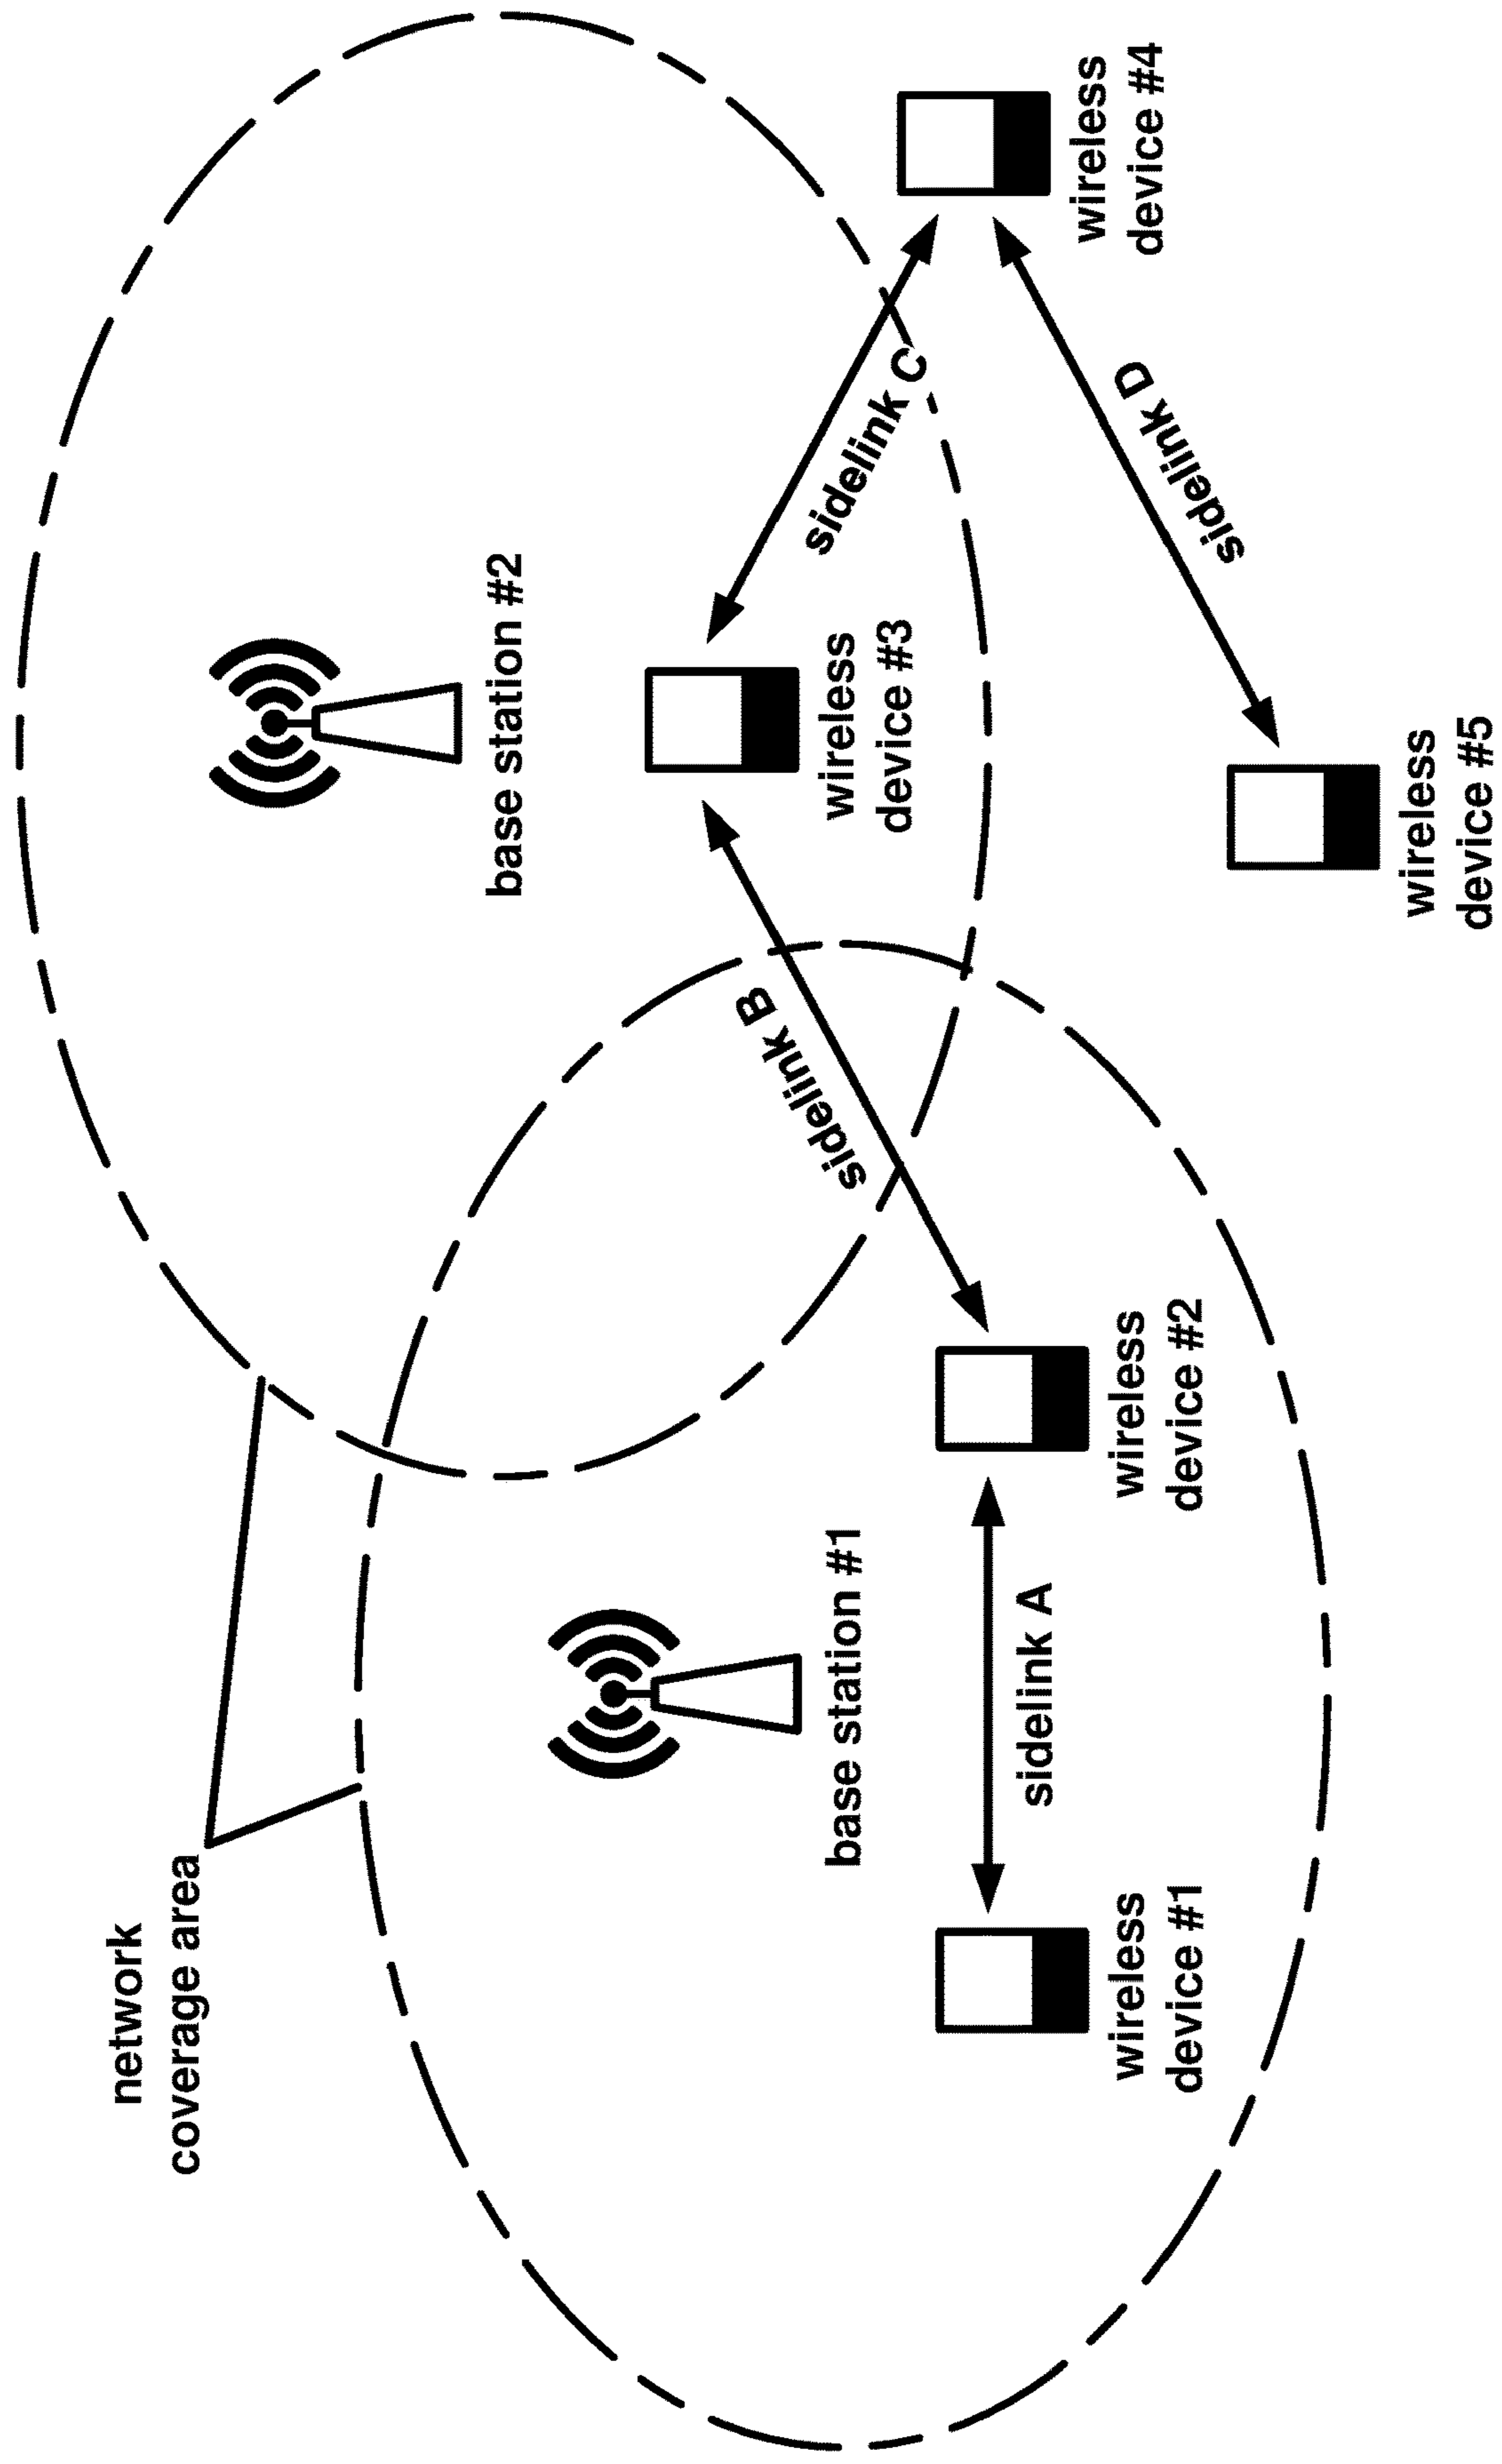 network
coverage area
base station #2
base station #1
wireless
device #3
sidelink B
sidelink C
wireless
device #4
sidelink A
wireless
device #1
wireless
device #2
sidelink D
wireless
device #5